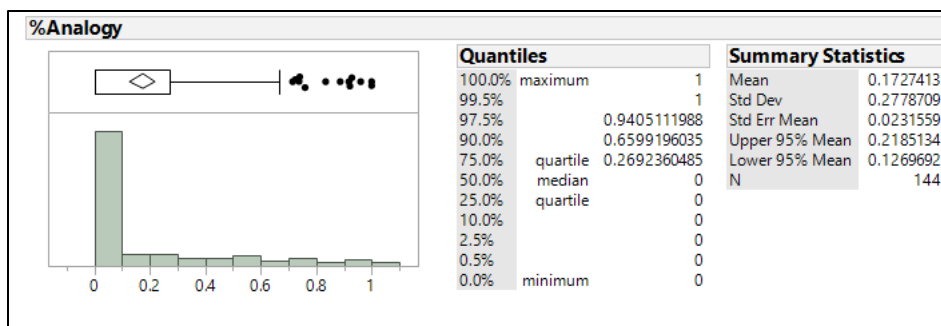 %Analogy
Quantiles
100.0% maximum 1
99.5% 1
97.5% 0.9405111988
90.0% 0.6599196035
75.0% quartile 0.2692360485
50.0% median 0
25.0% quartile 0
10.0% 0
2.5% 0
0.5% 0
0.0% minimum 0
Summary Statistics
Mean 0.1727413
Std Dev 0.2778709
Std Err Mean 0.0231559
Upper 95% Mean 0.2185134
Lower 95% Mean 0.1269692
N 144
0 0.2 0.4 0.6 0.8 1